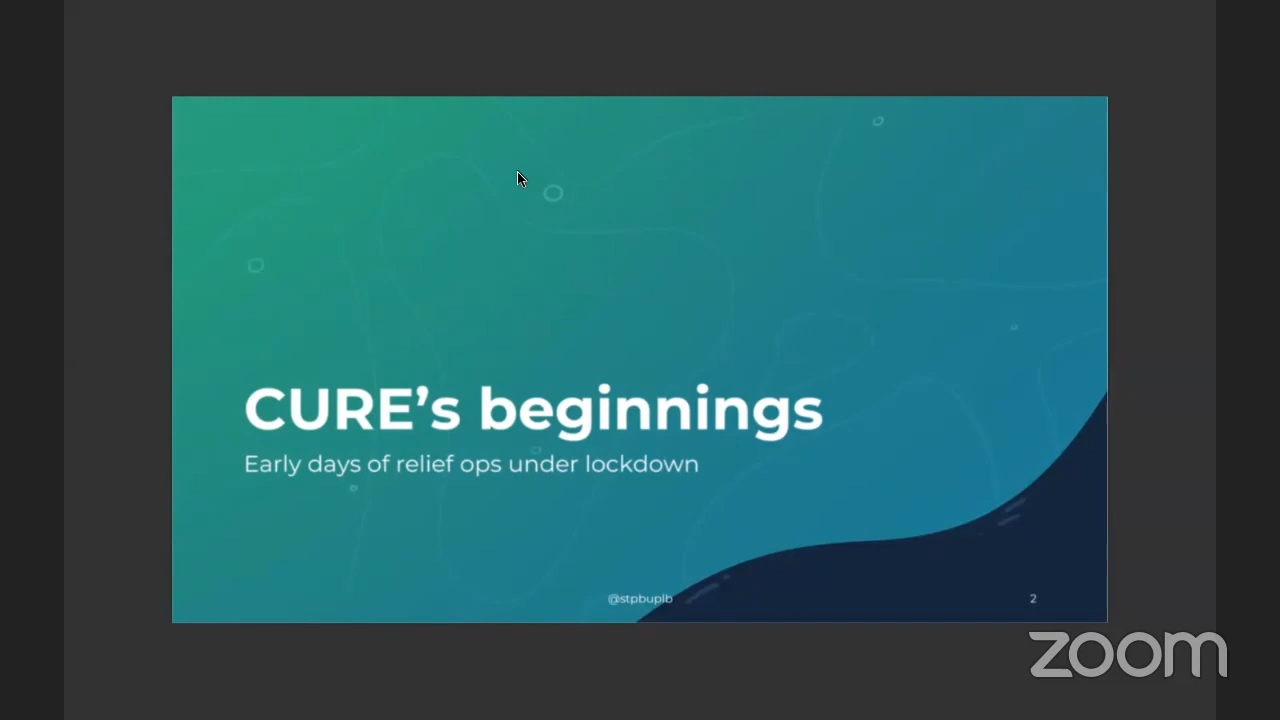 CURE’s beginnings
Early days of relief ops under lockdown
@stpbuplb
2
zoom